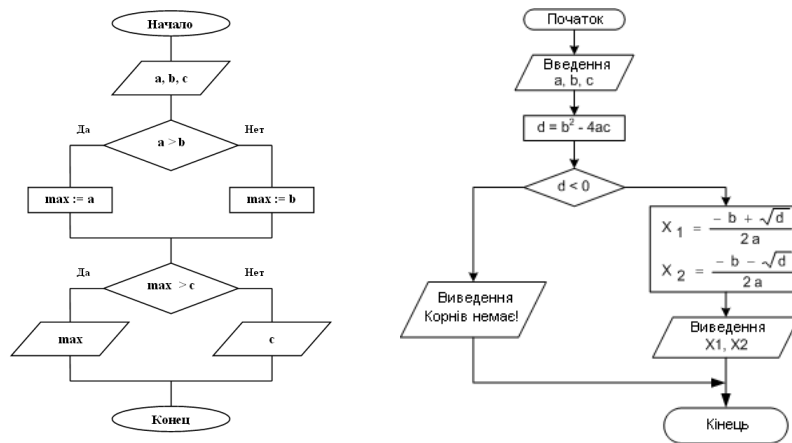 Начало
a, b, c
Да
Нет
a > b
max := a
max := b
Да
Нет
max > c
max
c
Конец
Початок
Введення
a, b, c
d = b² - 4ac
d < 0
X₁ = (− b + √d) / 2a
X₂ = (− b − √d) / 2a
Виведення
Корнів немає!
Виведення
X1, X2
Кінець